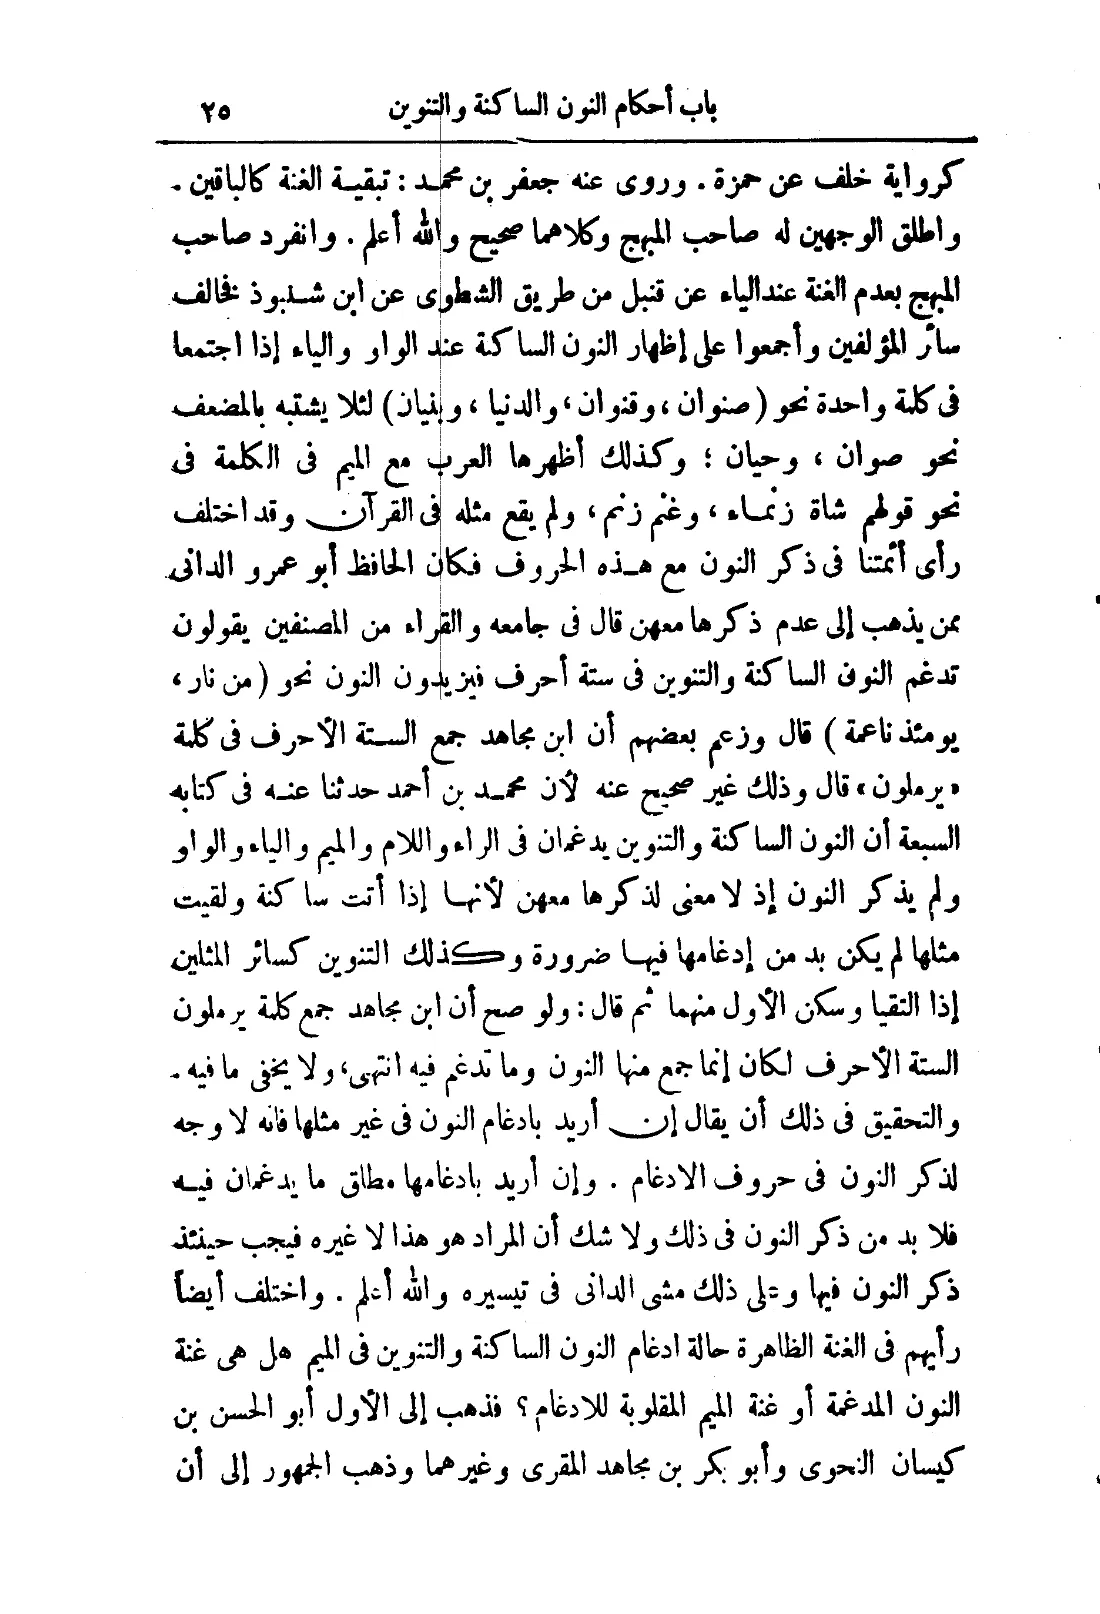 باب أحكام النون الساكنة والتنوين ٢٥
كرواية خلف عن حمزة . وروى عنه جعفر بن محمد : تبقية الغنة كالباقين .
واطلق الوجهين له صاحب المبهج وكلاهما صحيح والله أعلم . وانفرد صاحب
المبهج بعدم الغنة عندالياء عن قنبل من طريق الشطوى عن ابن شنبوذ فخالف
سائر المؤلفين وأجمعوا على إظهار النون الساكنة عند الواو والياء إذا اجتمعا
فى كلمة واحدة نحو (صنوان ، وقنوان ، والدنيا ، وبنيان) لئلا يشتبه بالمضعف
نحو صوان ، وحيان ؛ وكذلك أظهرها العرب مع الميم فى الكلمة فى
نحو قولهم شاة زنماء ، وغنم زنم ، ولم يقع مثله فى القرآن وقد اختلف
رأى أئمتنا فى ذكر النون مع هذه الحروف فكان الحافظ أبو عمرو الدانى
ممن يذهب إلى عدم ذكرها معهن قال فى جامعه والقراء من المصنفين يقولون
تدغم النون الساكنة والتنوين فى ستة أحرف فيزيدون النون نحو (من نار ،
يومئذ ناعمة ) قال وزعم بعضهم أن ابن مجاهد جمع الستة الأحرف فى كلمة
«يرملون» قال وذلك غير صحيح عنه لأن محمد بن أحمد حدثنا عنه فى كتابه
السبعة أن النون الساكنة والتنوين يدغمان فى الراء واللام والميم والياء والواو
ولم يذكر النون إذ لا معنى لذكرها معهن لأنها إذا أتت ساكنة ولقيت
مثلها لم يكن بد من إدغامها فيها ضرورة وكذلك التنوين كسائر المثلين
إذا التقيا وسكن الأول منهما ثم قال : ولو صح أن ابن مجاهد جمع كلمة يرملون
الستة الأحرف لكان إنما جمع منها النون وما تدغم فيه انتهى، ولا يخفى ما فيه .
والتحقيق فى ذلك أن يقال إن أريد بادغام النون فى غير مثلها فانه لا وجه
لذكر النون فى حروف الادغام . وإن أريد بادغامها مطلق ما يدغمان فيه
فلا بد من ذكر النون فى ذلك ولا شك أن المراد هو هذا لا غيره فيجب حينئذ
ذكر النون فيها وعلى ذلك مشى الدانى فى تيسيره والله أعلم . واختلف أيضاً
رأيهم فى الغنة الظاهرة حالة ادغام النون الساكنة والتنوين فى الميم هل هى غنة
النون المدغمة أو غنة الميم المقلوبة للادغام ؟ فذهب إلى الأول أبو الحسن بن
كيسان النحوى وأبو بكر بن مجاهد المقرى وغيرهما وذهب الجمهور إلى أن